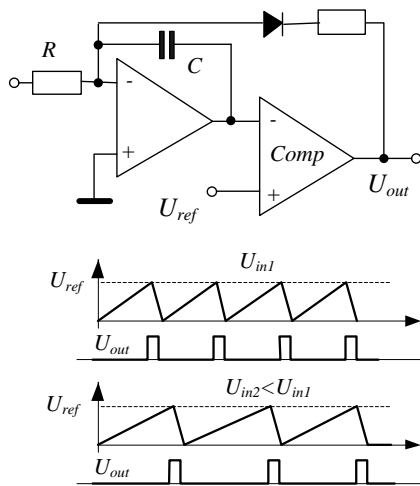 R
C
-
+
-
+
Comp
U_ref
U_out
U_in1
U_ref
U_out
U_in2<U_in1
U_ref
U_out